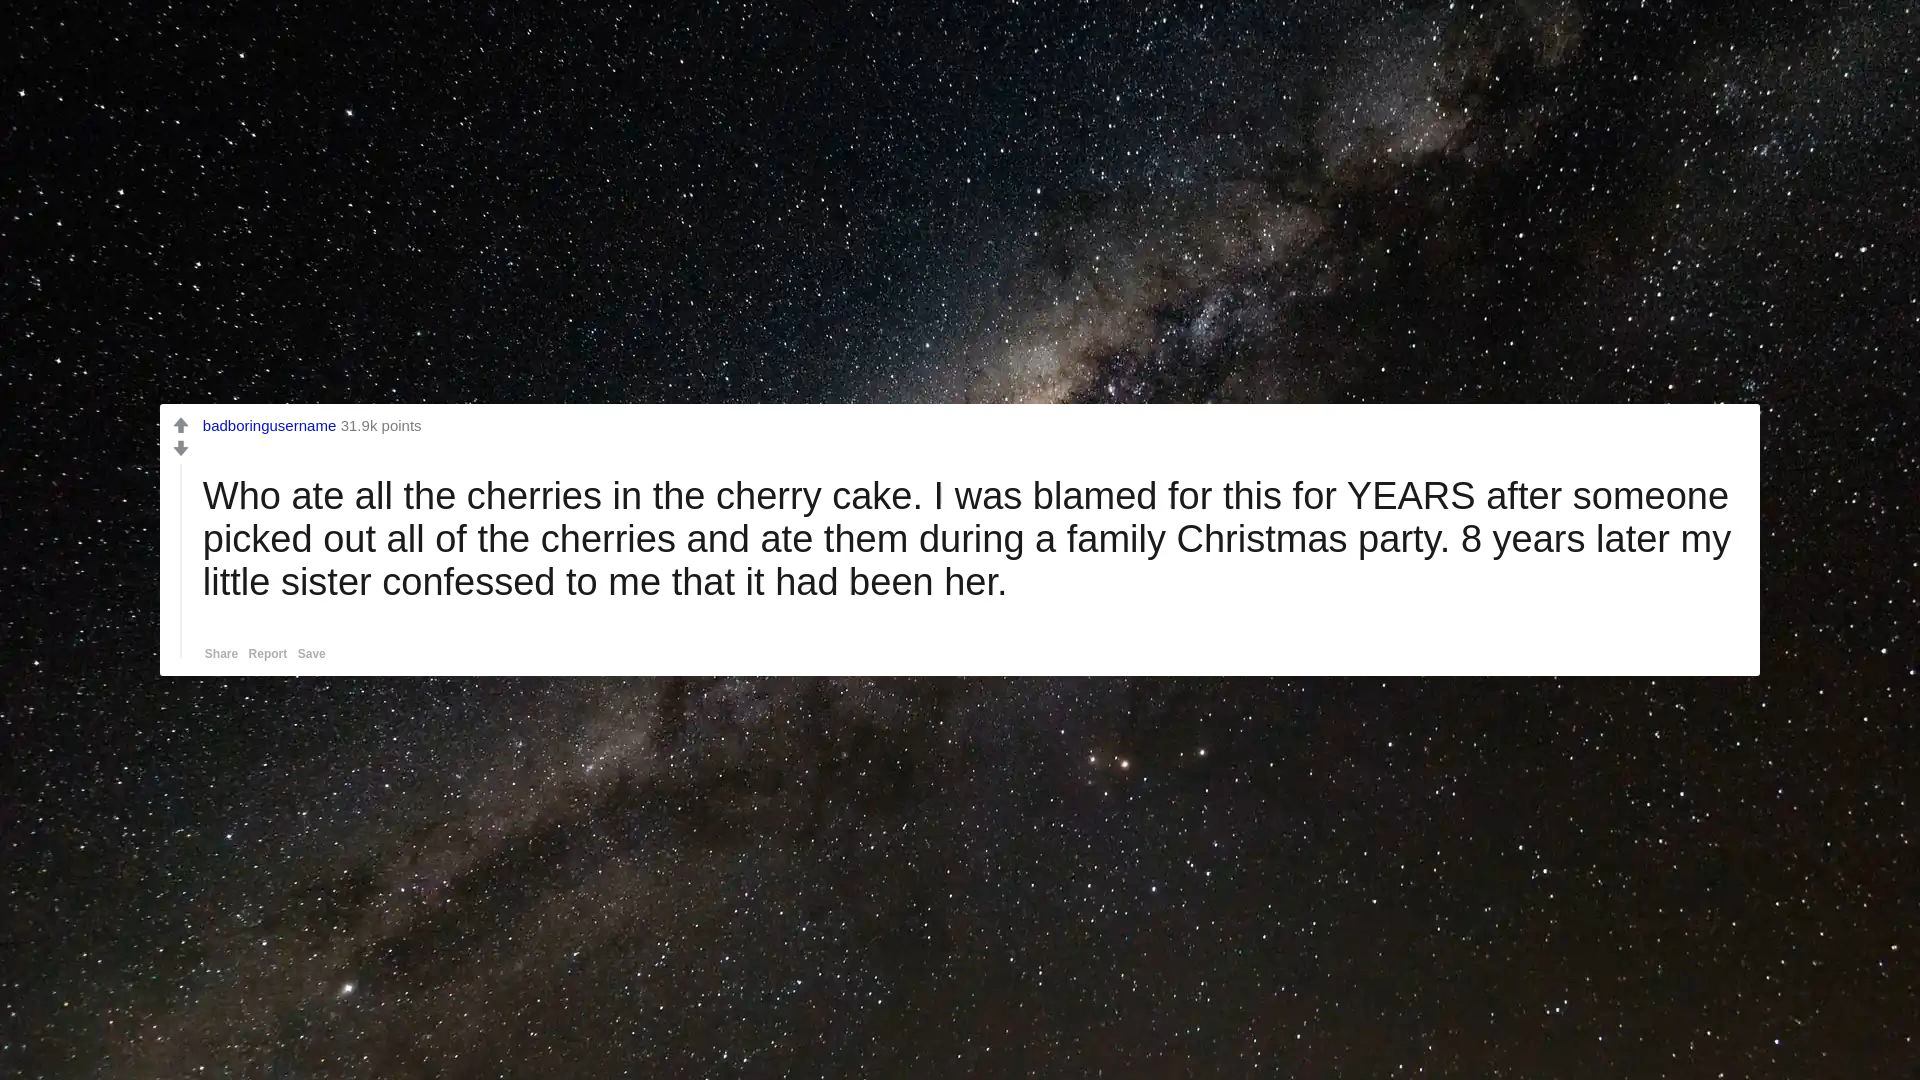 badboringusername 31.9k points
Who ate all the cherries in the cherry cake. I was blamed for this for YEARS after someone
picked out all of the cherries and ate them during a family Christmas party. 8 years later my
little sister confessed to me that it had been her.
Share Report Save